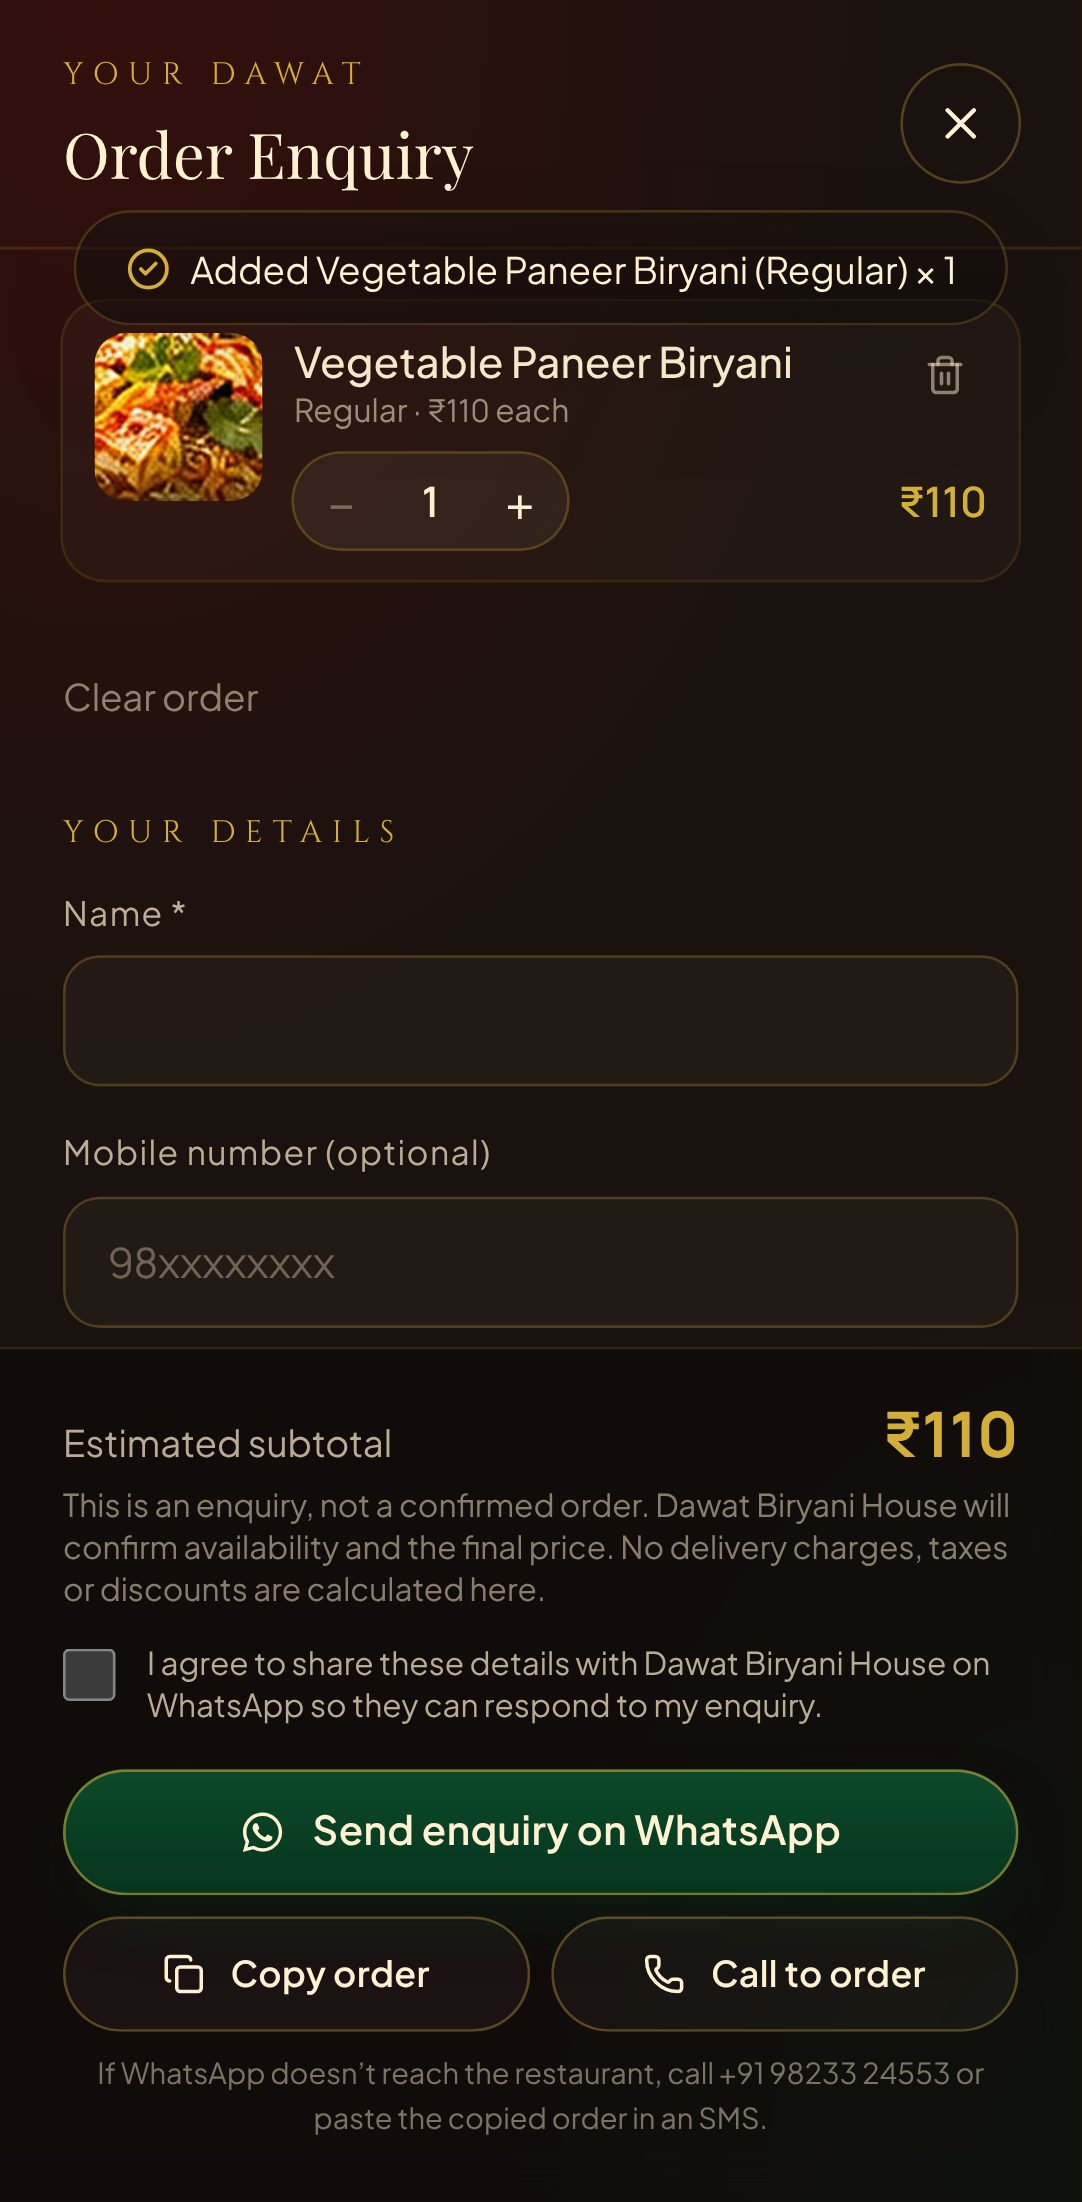 YOUR DAWAT
Order Enquiry
Added Vegetable Paneer Biryani (Regular) × 1
Vegetable Paneer Biryani
Regular · ₹110 each
− 1 +
₹110
Clear order
YOUR DETAILS
Name *
Mobile number (optional)
98xxxxxxxx
Estimated subtotal
₹110
This is an enquiry, not a confirmed order. Dawat Biryani House will
confirm availability and the final price. No delivery charges, taxes
or discounts are calculated here.
I agree to share these details with Dawat Biryani House on
WhatsApp so they can respond to my enquiry.
Send enquiry on WhatsApp
Copy order
Call to order
If WhatsApp doesn’t reach the restaurant, call +91 98233 24553 or
paste the copied order in an SMS.